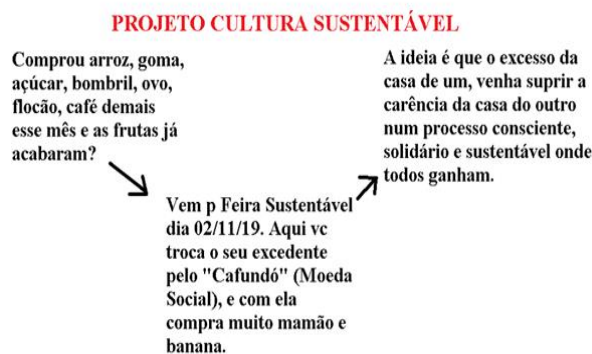 PROJETO CULTURA SUSTENTÁVEL
Comprou arroz, goma,
açúcar, bombril, ovo,
flocão, café demais
esse mês e as frutas já
acabaram?
Vem p Feira Sustentável
dia 02/11/19. Aqui vc
troca o seu excedente
pelo "Cafundó" (Moeda
Social), e com ela
compra muito mamão e
banana.
A ideia é que o excesso da
casa de um, venha suprir a
carência da casa do outro
num processo consciente,
solidário e sustentável onde
todos ganham.